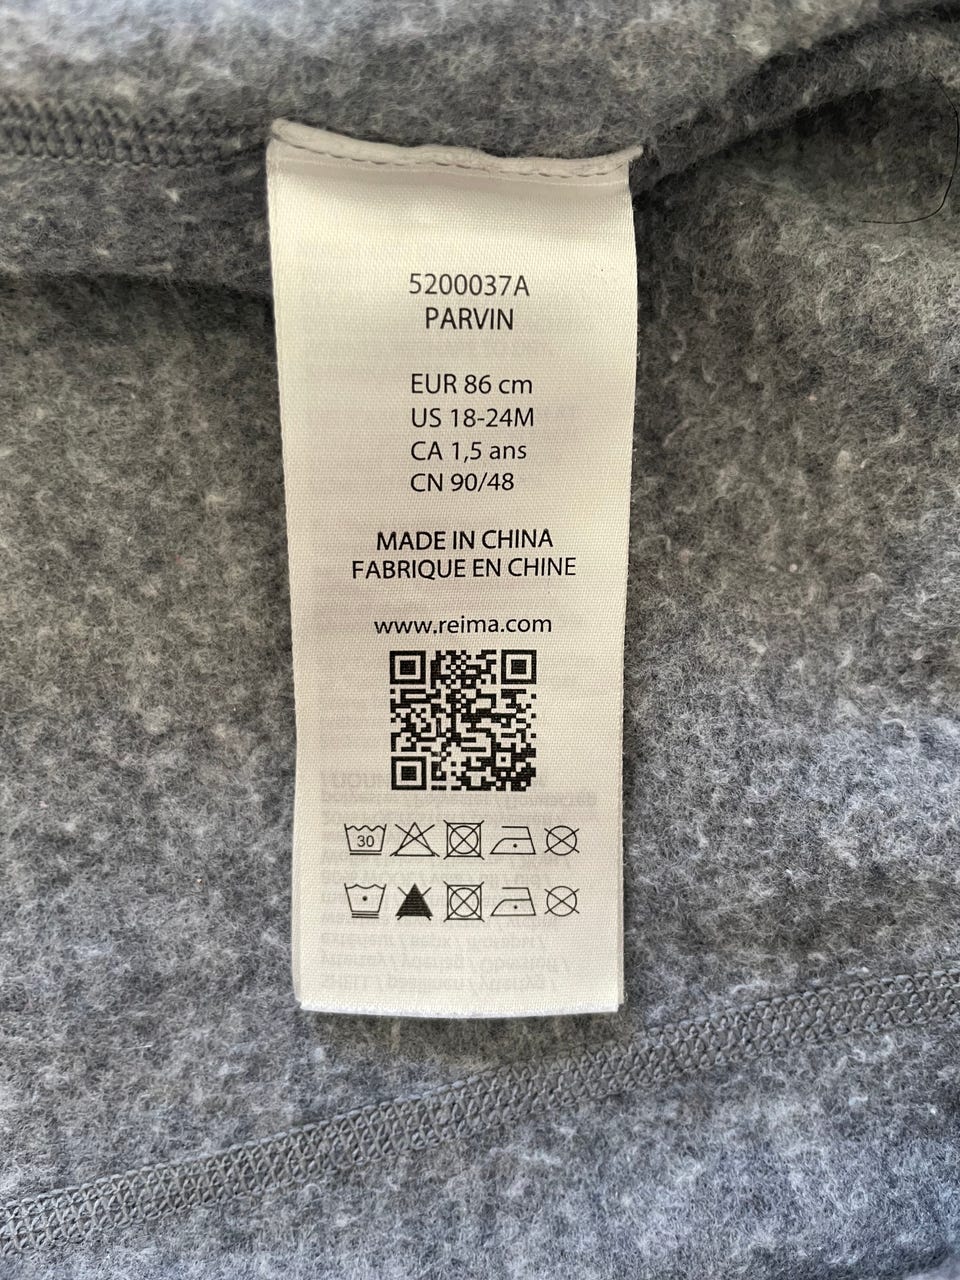 5200037A
PARVIN
EUR 86 cm
US 18-24M
CA 1,5 ans
CN 90/48
MADE IN CHINA
FABRIQUE EN CHINE
www.reima.com
30